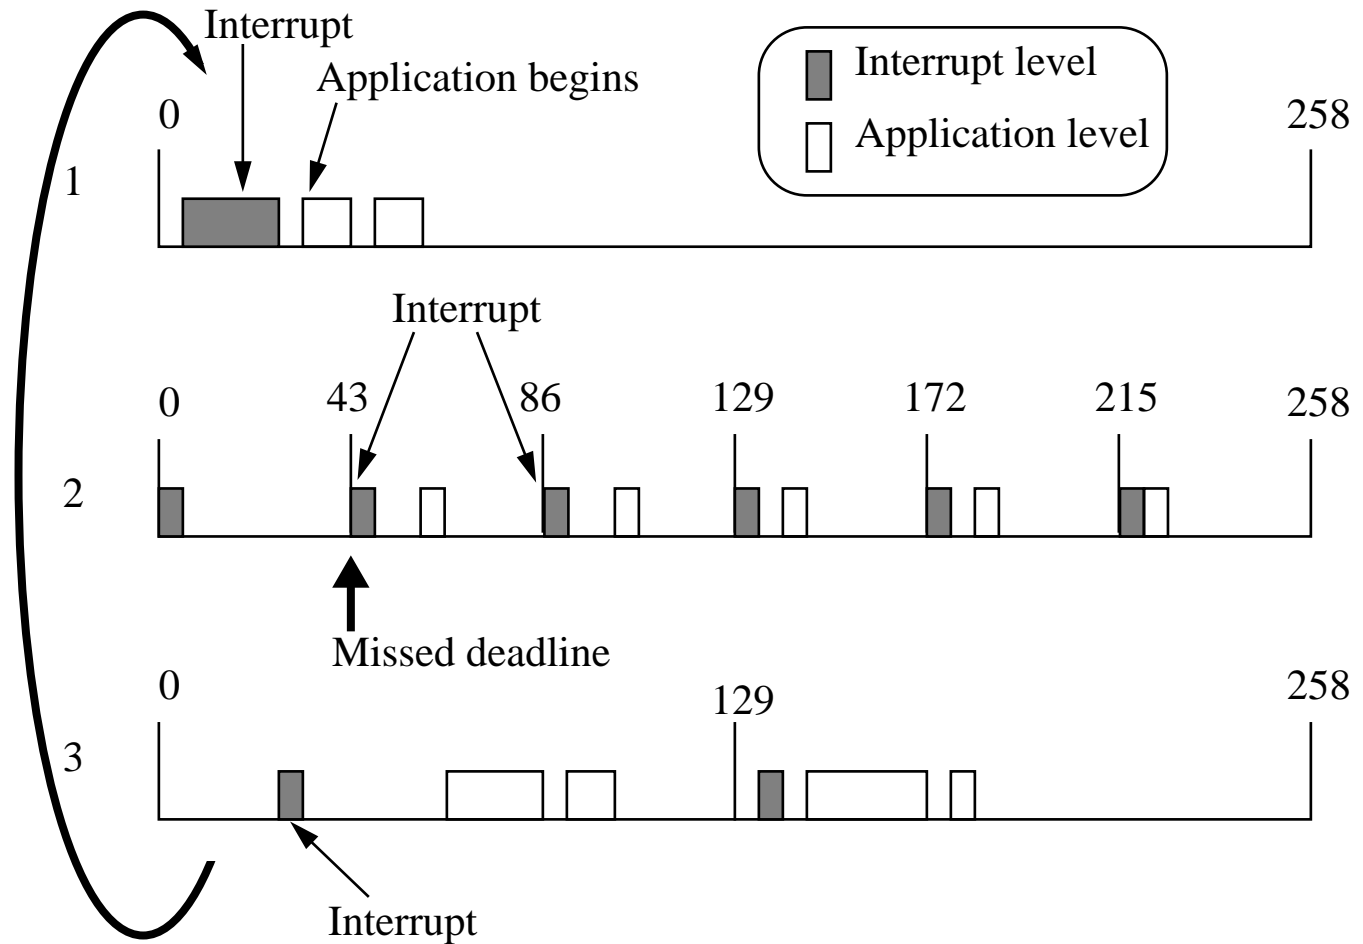 Interrupt
Application begins
Interrupt level
Application level
0
258
1
Interrupt
0
43
86
129
172
215
258
2
Missed deadline
0
129
258
3
Interrupt